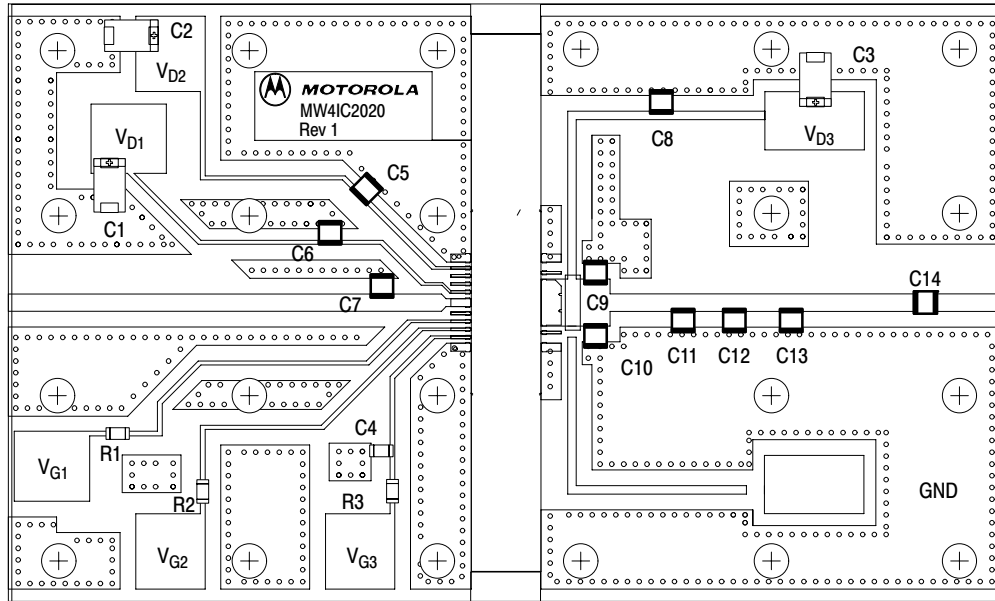 C2
V D2
C3
MOTOROLA
MW4IC2020
Rev 1
C8
V D1
V D3
C5
C1
C6
C7
C9
C14
C10
C11
C12
C13
C4
R1
V G1
R2
R3
GND
V G2
V G3